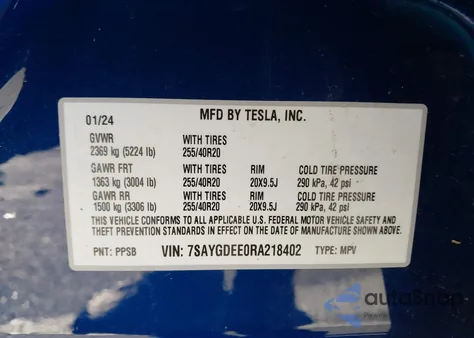 01/24 MFD BY TESLA, INC.
GVWR WITH TIRES
2369 kg (5224 lb) 255/40R20
GAWR FRT WITH TIRES RIM COLD TIRE PRESSURE
1363 kg (3004 lb) 255/40R20 20X9.5J 290 kPa, 42 psi
GAWR RR WITH TIRES RIM COLD TIRE PRESSURE
1500 kg (3306 lb) 255/40R20 20X9.5J 290 kPa, 42 psi
THIS VEHICLE CONFORMS TO ALL APPLICABLE U.S. FEDERAL MOTOR VEHICLE SAFETY AND
THEFT PREVENTION STANDARDS IN EFFECT ON THE DATE OF MANUFACTURE SHOWN ABOVE.
PNT: PPSB VIN: 7SAYGDEE0RA218402 TYPE: MPV
autoSnap